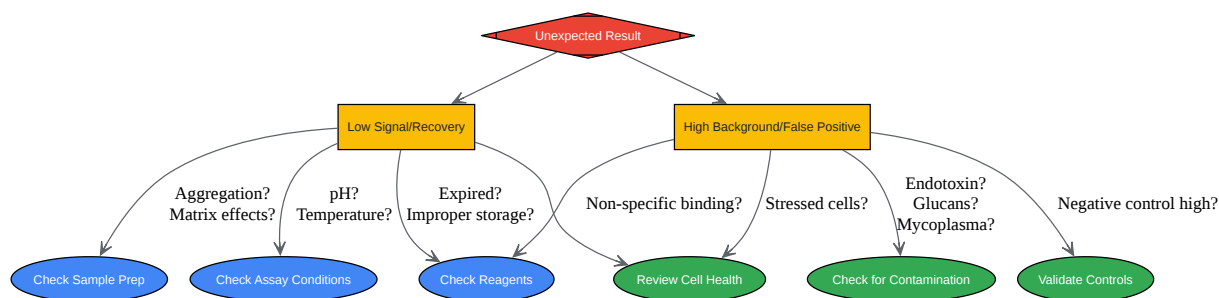 Unexpected Result
Low Signal/Recovery
High Background/False Positive
Aggregation?
Matrix effects?
pH?
Temperature?
Expired?
Improper storage?
Non-specific binding?
Stressed cells?
Endotoxin?
Glucans?
Mycoplasma?
Negative control high?
Check Sample Prep
Check Assay Conditions
Check Reagents
Review Cell Health
Check for Contamination
Validate Controls